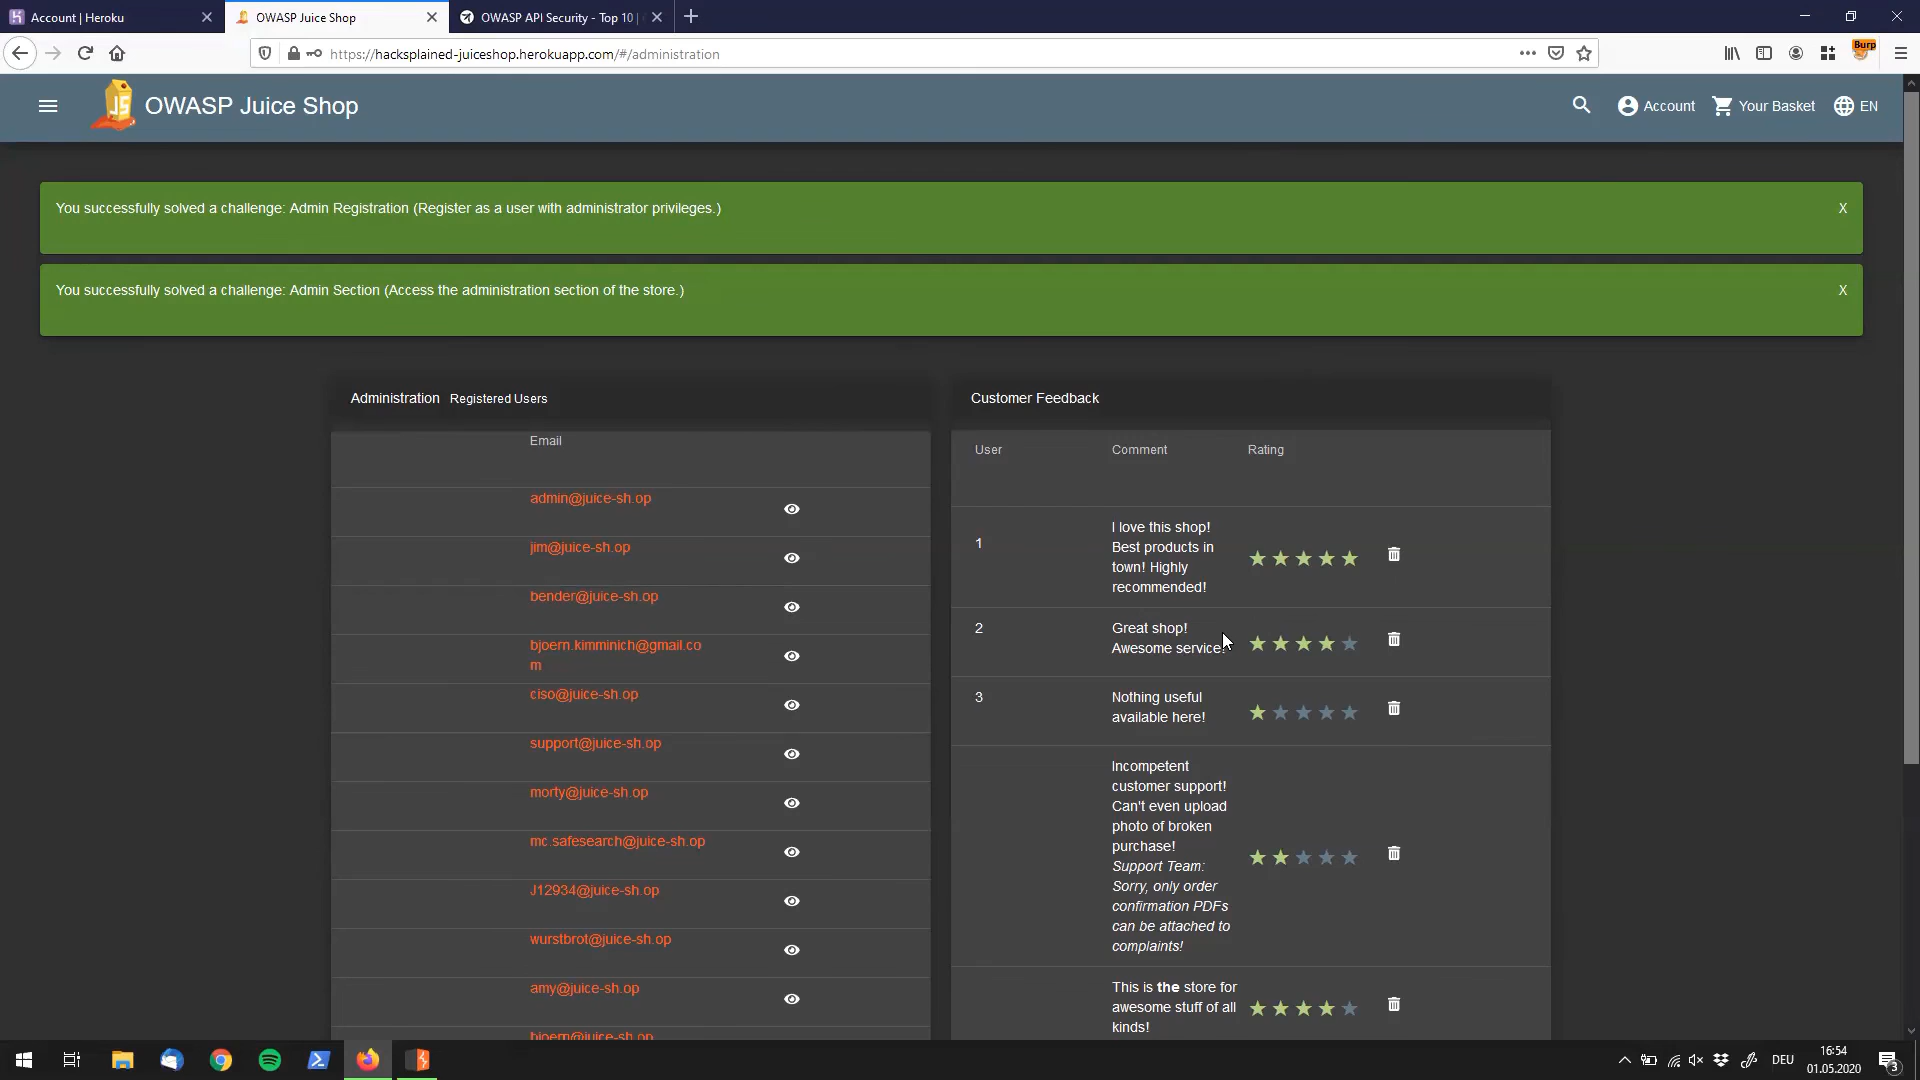 Account | Heroku
OWASP Juice Shop
OWASP API Security - Top 10 |
https://hacksplained-juiceshop.herokuapp.com/#/administration
Burp
OWASP Juice Shop
Account
Your Basket
EN
You successfully solved a challenge: Admin Registration (Register as a user with administrator privileges.)
X
You successfully solved a challenge: Admin Section (Access the administration section of the store.)
X
Administration Registered Users
Email
admin@juice-sh.op
jim@juice-sh.op
bender@juice-sh.op
bjoern.kimminich@gmail.co
m
ciso@juice-sh.op
support@juice-sh.op
morty@juice-sh.op
mc.safesearch@juice-sh.op
J12934@juice-sh.op
wurstbrot@juice-sh.op
amy@juice-sh.op
bjoern@juice-sh.op
Customer Feedback
User Comment Rating
1
I love this shop!
Best products in
town! Highly
recommended!
2
Great shop!
Awesome service!
3
Nothing useful
available here!
Incompetent
customer support!
Can't even upload
photo of broken
purchase!
Support Team:
Sorry, only order
confirmation PDFs
can be attached to
complaints!
This is the store for
awesome stuff of all
kinds!
DEU
16:54
01.05.2020
3